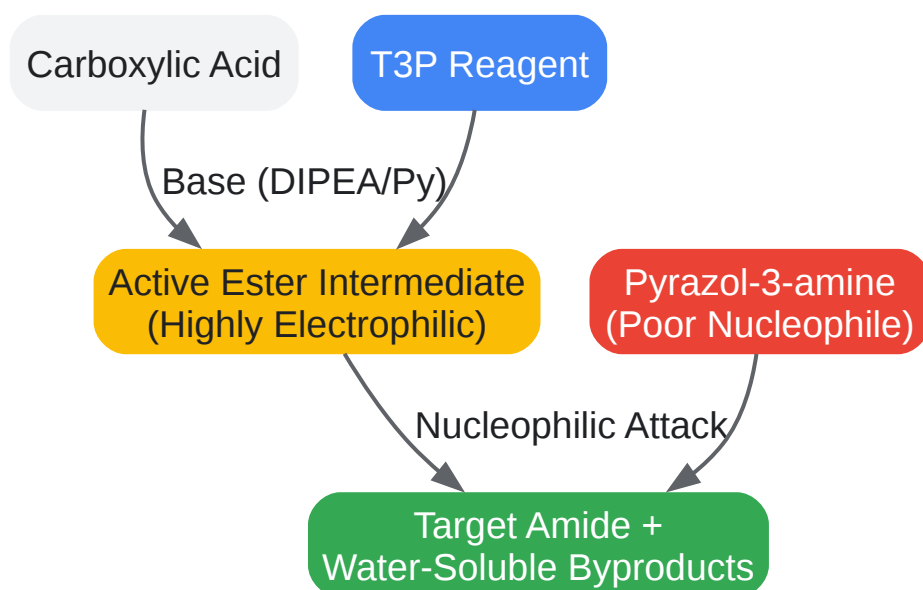 Carboxylic Acid
T3P Reagent
Base (DIPEA/Py)
Active Ester Intermediate
(Highly Electrophilic)
Pyrazol-3-amine
(Poor Nucleophile)
Nucleophilic Attack
Target Amide +
Water-Soluble Byproducts